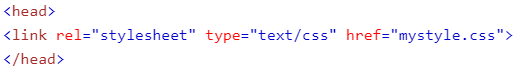 <head>
<link rel="stylesheet" type="text/css" href="mystyle.css">
</head>